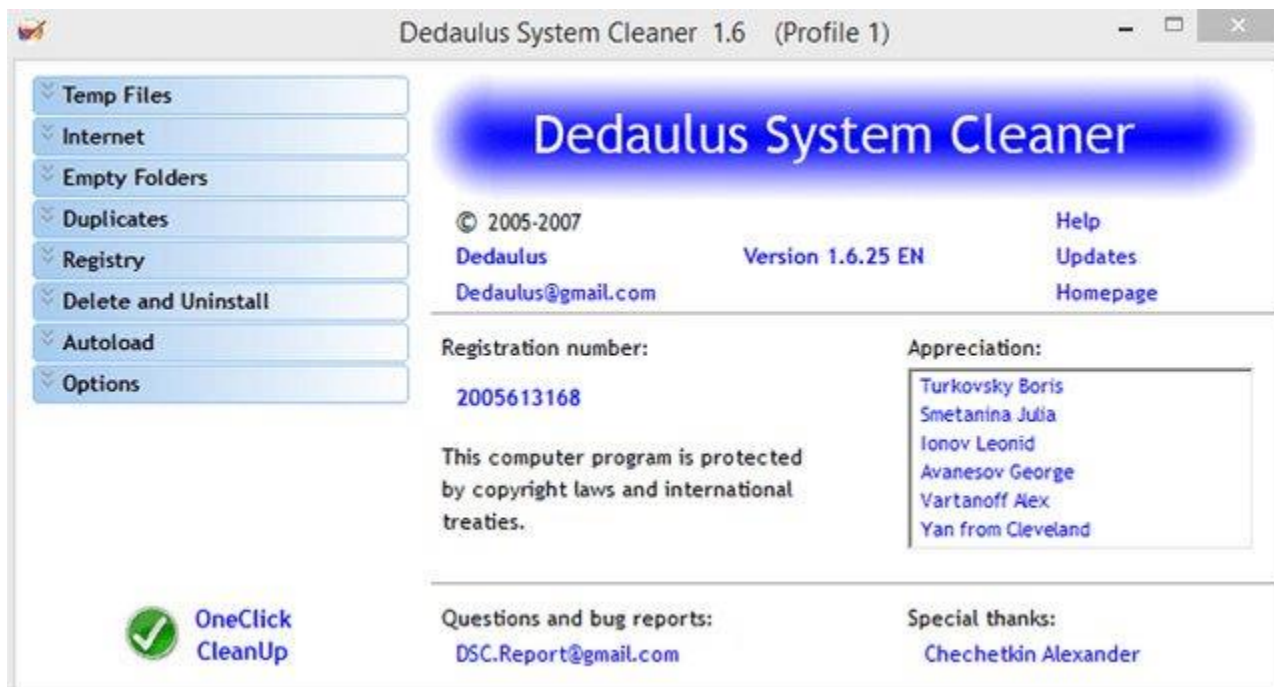 Dedaulus System Cleaner 1.6 (Profile 1)
Temp Files
Internet
Empty Folders
Duplicates
Registry
Delete and Uninstall
Autoload
Options
OneClick
CleanUp
Dedaulus System Cleaner
© 2005-2007
Dedaulus
Dedaulus@gmail.com
Version 1.6.25 EN
Help
Updates
Homepage
Registration number:
2005613168
This computer program is protected
by copyright laws and international
treaties.
Appreciation:
Turkovsky Boris
Smetanina Julia
Ionov Leonid
Avanesov George
Vartanoff Alex
Yan from Cleveland
Questions and bug reports:
DSC.Report@gmail.com
Special thanks:
Chechetkin Alexander